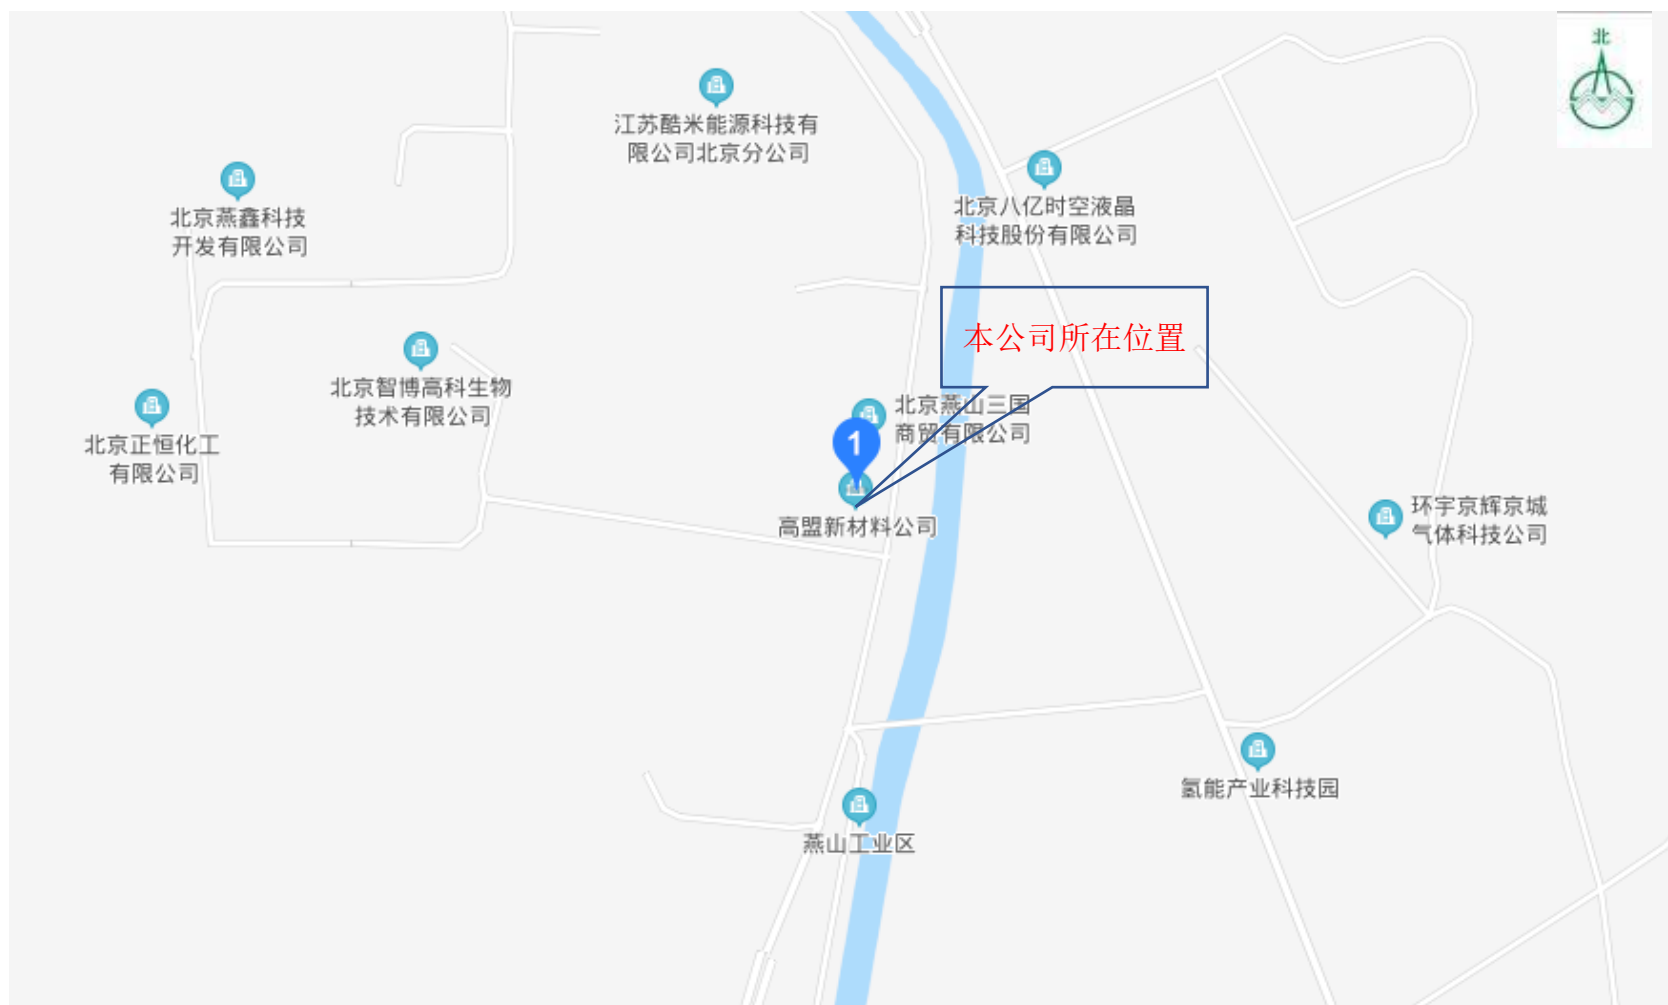 北
江苏酷米能源科技有
限公司北京分公司
北京燕鑫科技
开发有限公司
北京八亿时空液晶
科技股份有限公司
本公司所在位置
北京智博高科生物
技术有限公司
北京正恒化工
有限公司
北京燕山三国
商贸有限公司
1
高盟新材料公司
环宇京辉京城
气体科技公司
氢能产业科技园
燕山工业区